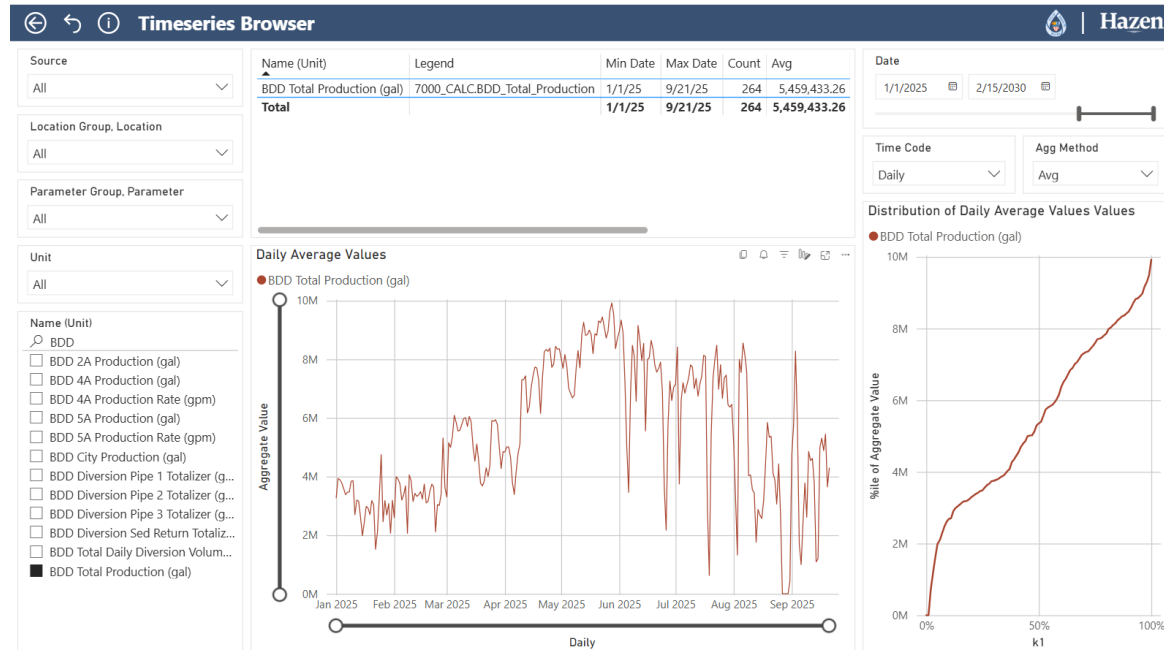 Timeseries Browser
Hazen
Source
All
Location Group, Location
All
Parameter Group, Parameter
All
Unit
All
Name (Unit)
BDD
BDD 2A Production (gal)
BDD 4A Production (gal)
BDD 4A Production Rate (gpm)
BDD 5A Production (gal)
BDD 5A Production Rate (gpm)
BDD City Production (gal)
BDD Diversion Pipe 1 Totalizer (g...
BDD Diversion Pipe 2 Totalizer (g...
BDD Diversion Pipe 3 Totalizer (g...
BDD Diversion Sed Return Totaliz...
BDD Total Daily Diversion Volum...
BDD Total Production (gal)
Name (Unit) Legend Min Date Max Date Count Avg
BDD Total Production (gal) 7000_CALC.BDD_Total_Production 1/1/25 9/21/25 264 5,459,433.26
Total 1/1/25 9/21/25 264 5,459,433.26
Daily Average Values
BDD Total Production (gal)
Aggregate Value
10M
8M
6M
4M
2M
0M
Jan 2025 Feb 2025 Mar 2025 Apr 2025 May 2025 Jun 2025 Jul 2025 Aug 2025 Sep 2025
Daily
Date
1/1/2025 2/15/2030
Time Code Agg Method
Daily Avg
Distribution of Daily Average Values Values
BDD Total Production (gal)
%ile of Aggregate Value
10M
8M
6M
4M
2M
0M
0% 50% 100%
k1